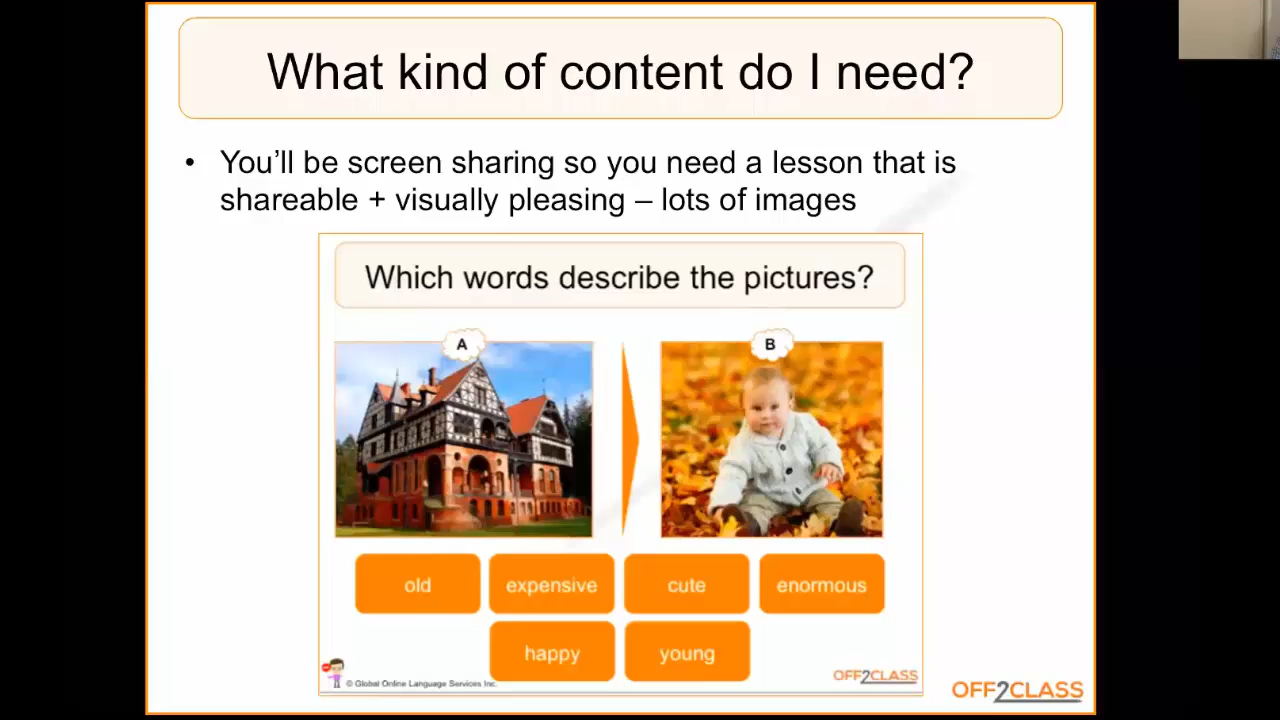 What kind of content do I need?
• You’ll be screen sharing so you need a lesson that is
shareable + visually pleasing – lots of images
Which words describe the pictures?
A
B
old
expensive
cute
enormous
happy
young
© Global Online Language Services Inc.
OFF2CLASS
OFF2CLASS